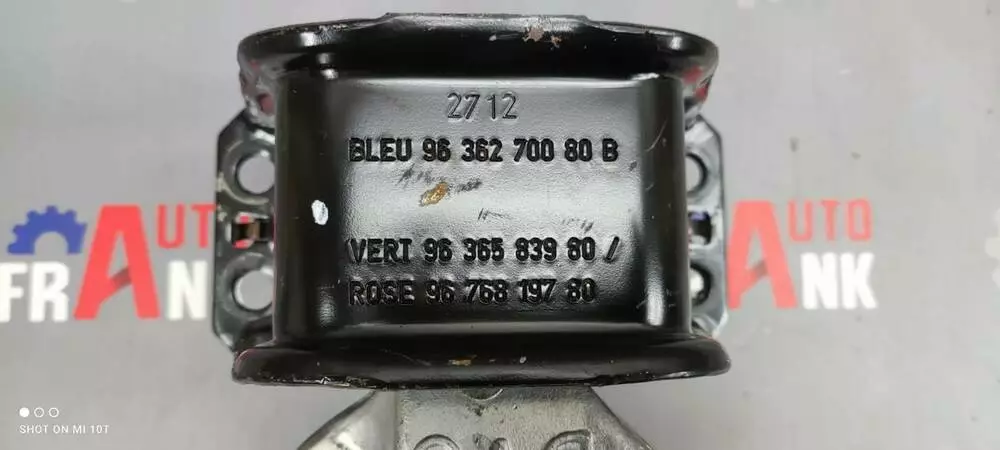 2712
BLEU 96 362 700 80 B
VERT 96 365 839 80 /
ROSE 96 768 197 80
AUTO
FRANK
AUTO
ANK
SHOT ON MI 10T